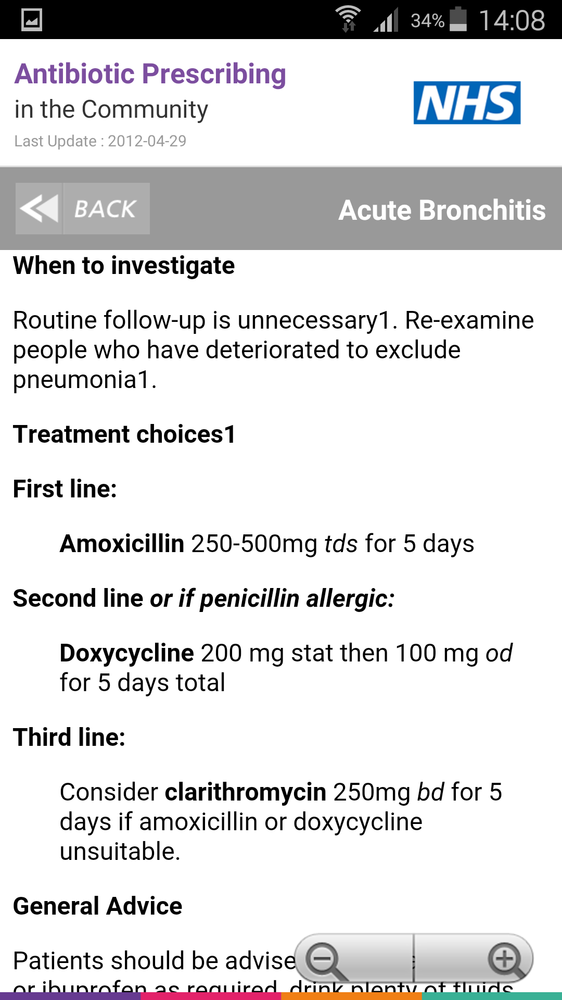 34% 14:08
Antibiotic Prescribing
in the Community
NHS
Last Update : 2012-04-29
BACK
Acute Bronchitis
When to investigate
Routine follow-up is unnecessary1. Re-examine
people who have deteriorated to exclude
pneumonia1.
Treatment choices1
First line:
Amoxicillin 250-500mg tds for 5 days
Second line or if penicillin allergic:
Doxycycline 200 mg stat then 100 mg od
for 5 days total
Third line:
Consider clarithromycin 250mg bd for 5
days if amoxicillin or doxycycline
unsuitable.
General Advice
Patients should be advise
or ibuprofen as required, drink plenty of fluids